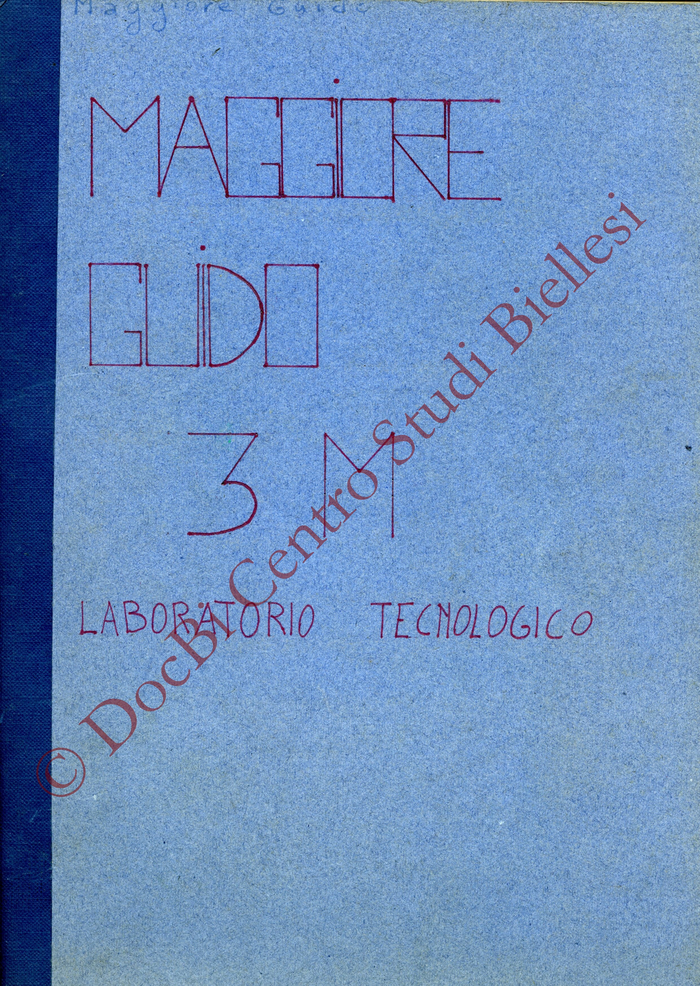 Maggiore Guido
MAGGiORE
GUiDO
3 M
LABORATORIO TECNOLOGICO
© DocBi Centro Studi Biellesi